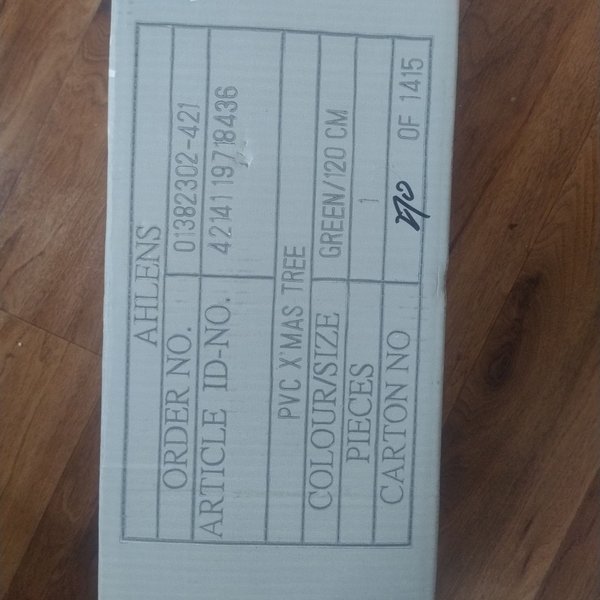 AHLENS
ORDER NO. 01382302-421
ARTICLE ID-NO. 4214119718436
PVC X'MAS TREE
COLOUR/SIZE GREEN/120 CM
PIECES 1
CARTON NO OF 1415